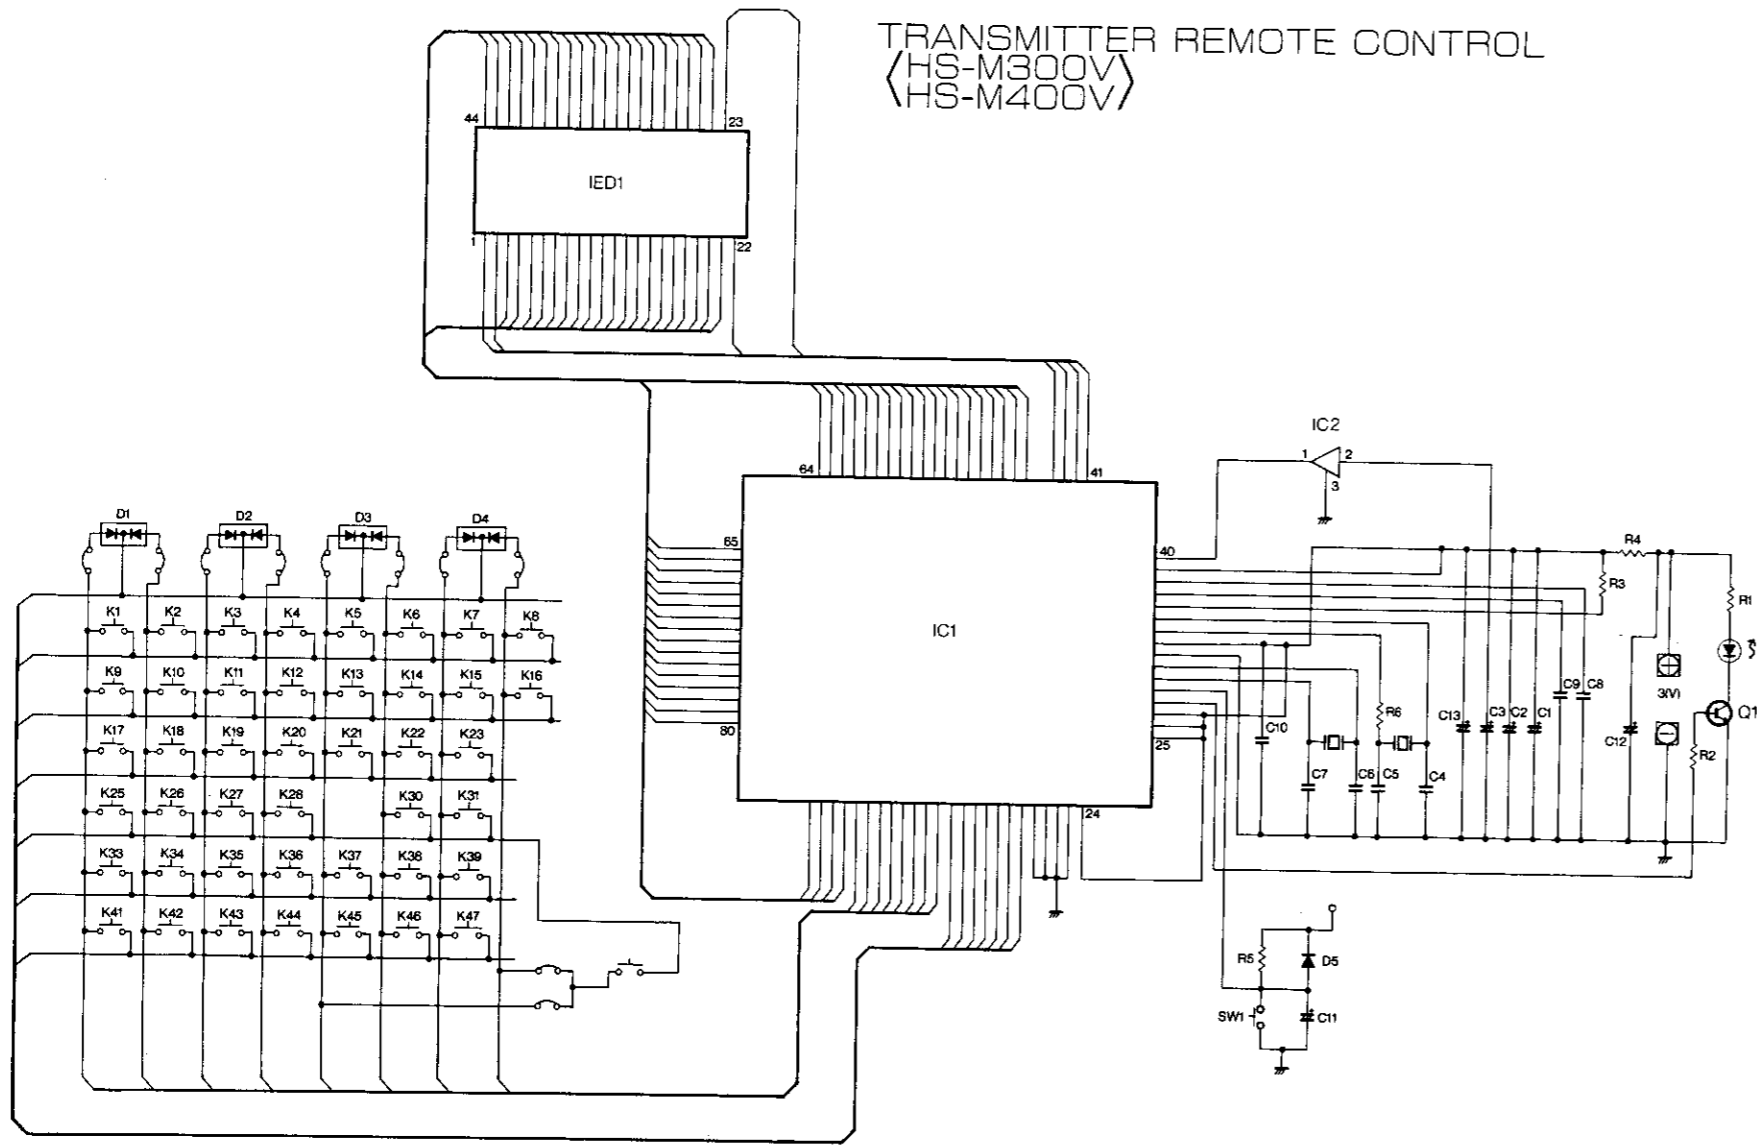 TRANSMITTER REMOTE CONTROL
HS-M300V
HS-M400V
44
23
IED1
1
22
IC2
1
2
3
64
41
65
40
IC1
80
25
24
D1
D2
D3
D4
K1
K2
K3
K4
K5
K6
K7
K8
K9
K10
K11
K12
K13
K14
K15
K16
K17
K18
K19
K20
K21
K22
K23
K25
K26
K27
K28
K30
K31
K33
K34
K35
K36
K37
K38
K39
K41
K42
K43
K44
K45
K46
K47
R4
R3
R1
3(V)
C9
C8
R6
C13
C3
C2
C1
C12
Q1
R2
C10
C7
C6
C5
C4
R5
D5
SW1
C11